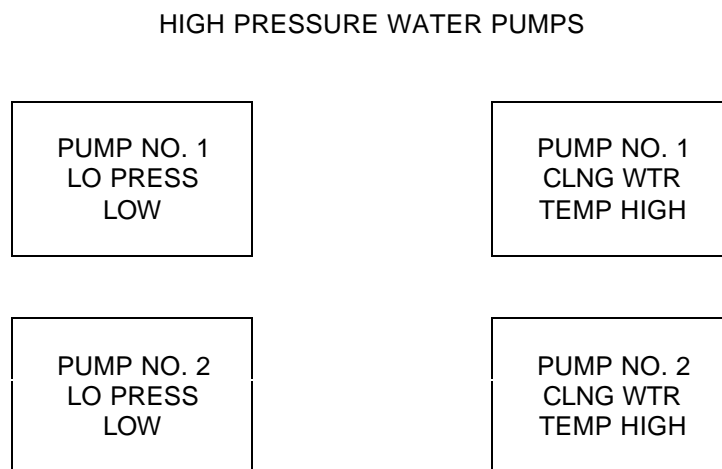 HIGH PRESSURE WATER PUMPS
PUMP NO. 1
LO PRESS
LOW
PUMP NO. 1
CLNG WTR
TEMP HIGH
PUMP NO. 2
LO PRESS
LOW
PUMP NO. 2
CLNG WTR
TEMP HIGH